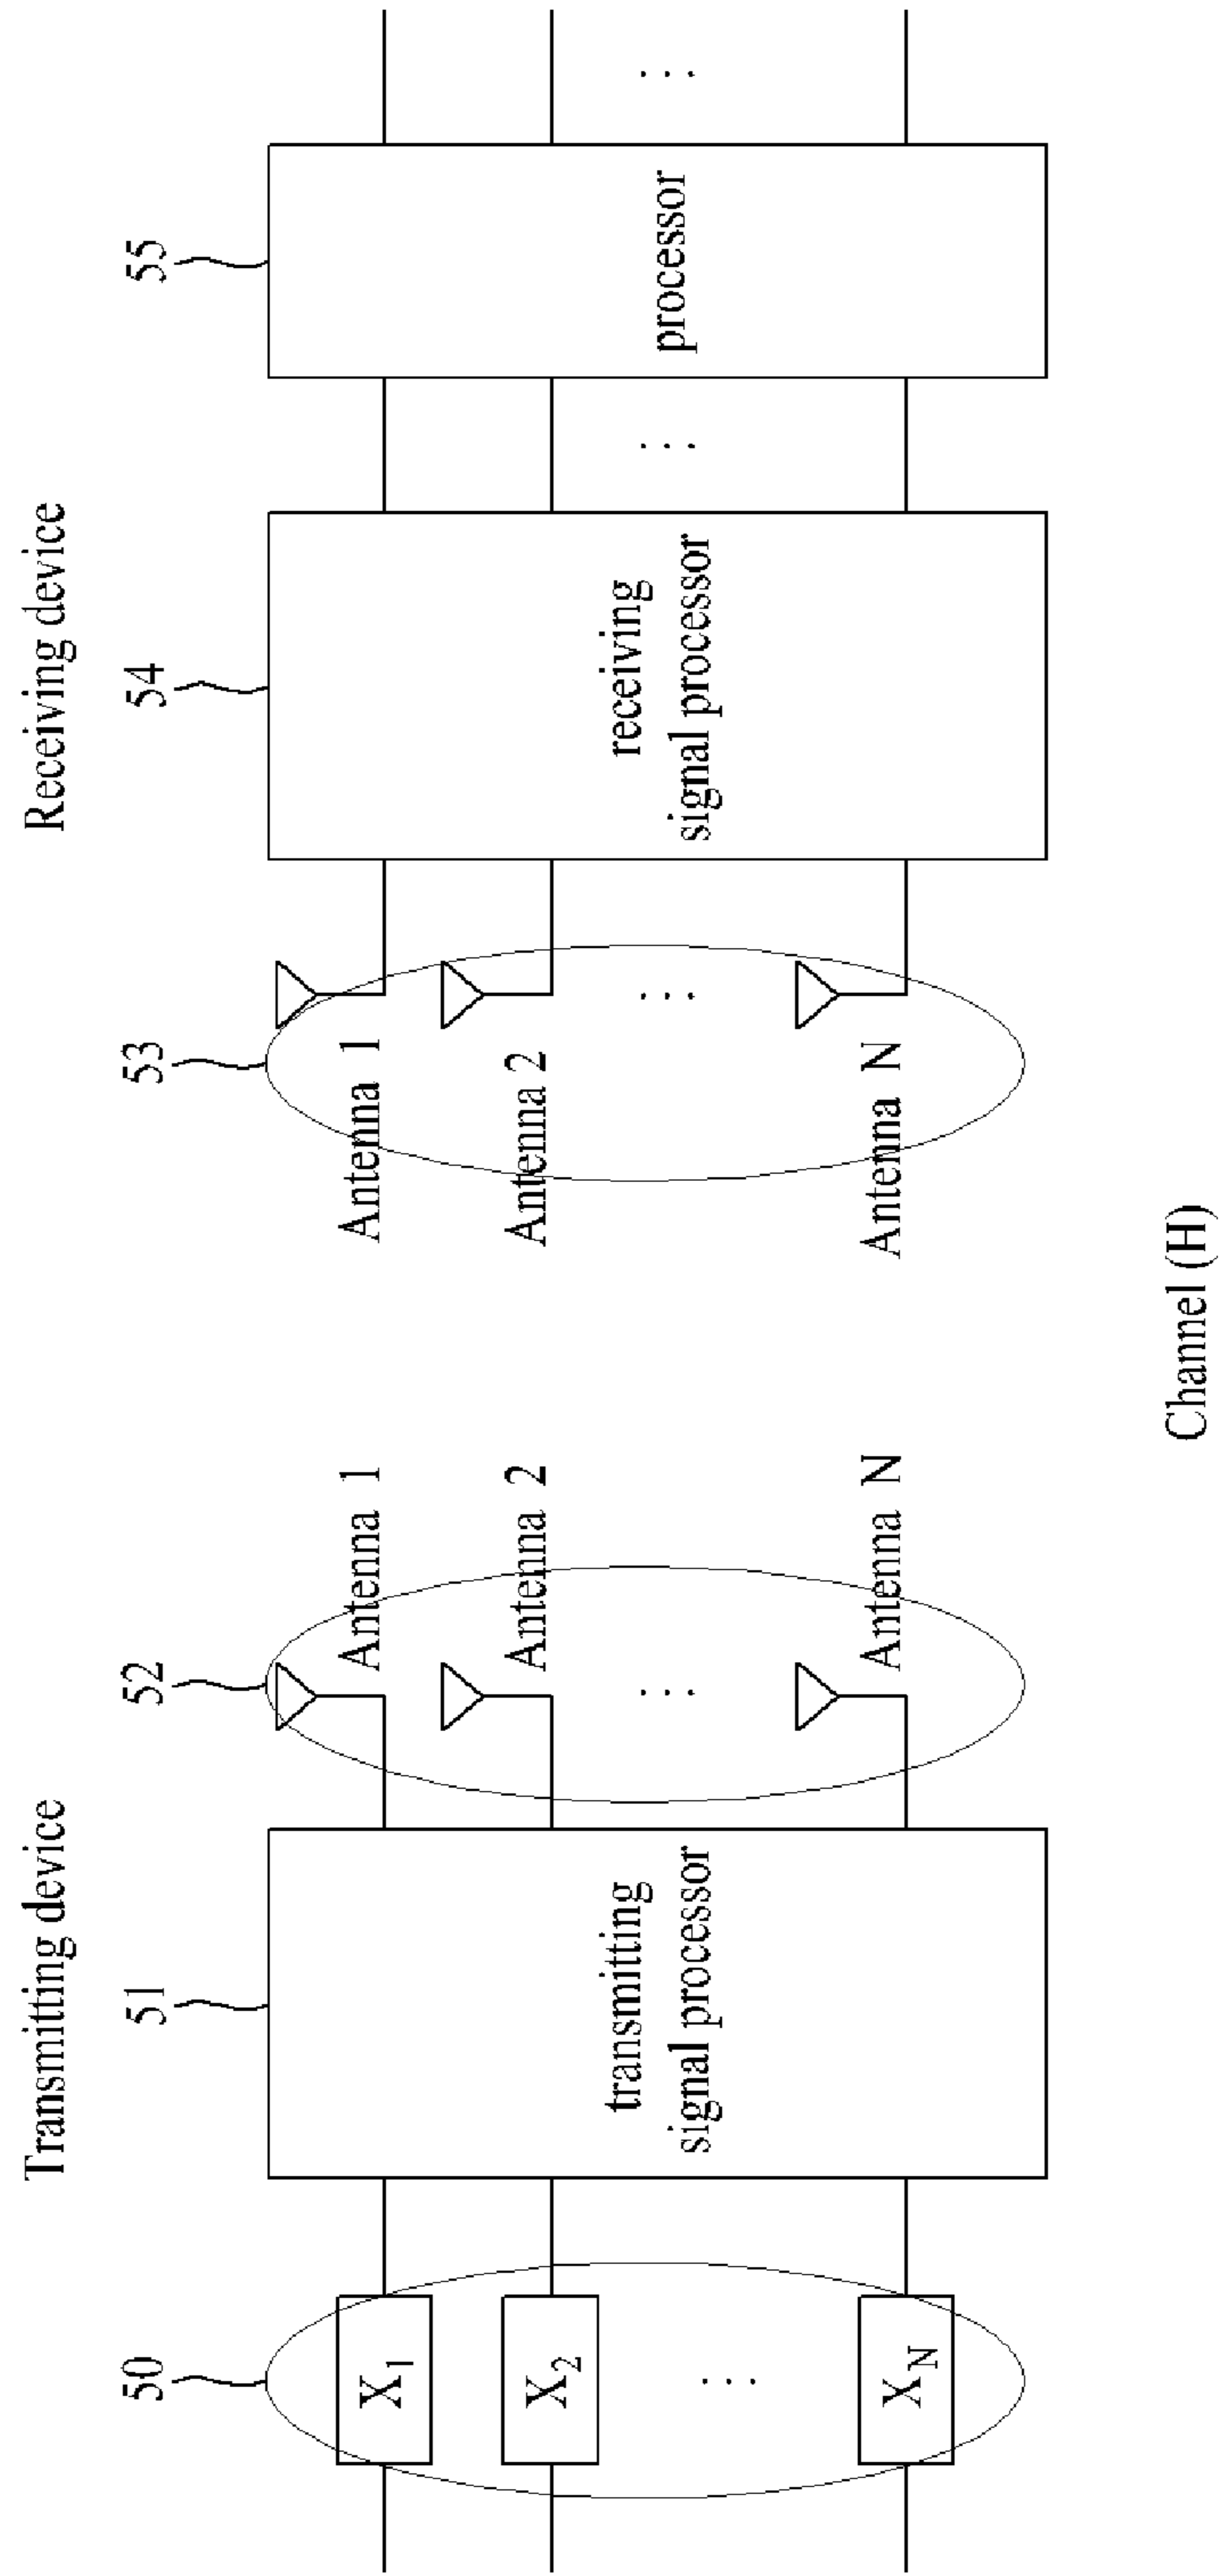 Transmitting device
Receiving device
50
51
52
53
54
55
X1
X2
...
XN
transmitting
signal processor
Antenna 1
Antenna 2
...
Antenna N
Antenna 1
Antenna 2
...
Antenna N
receiving
signal processor
...
processor
...
Channel (H)